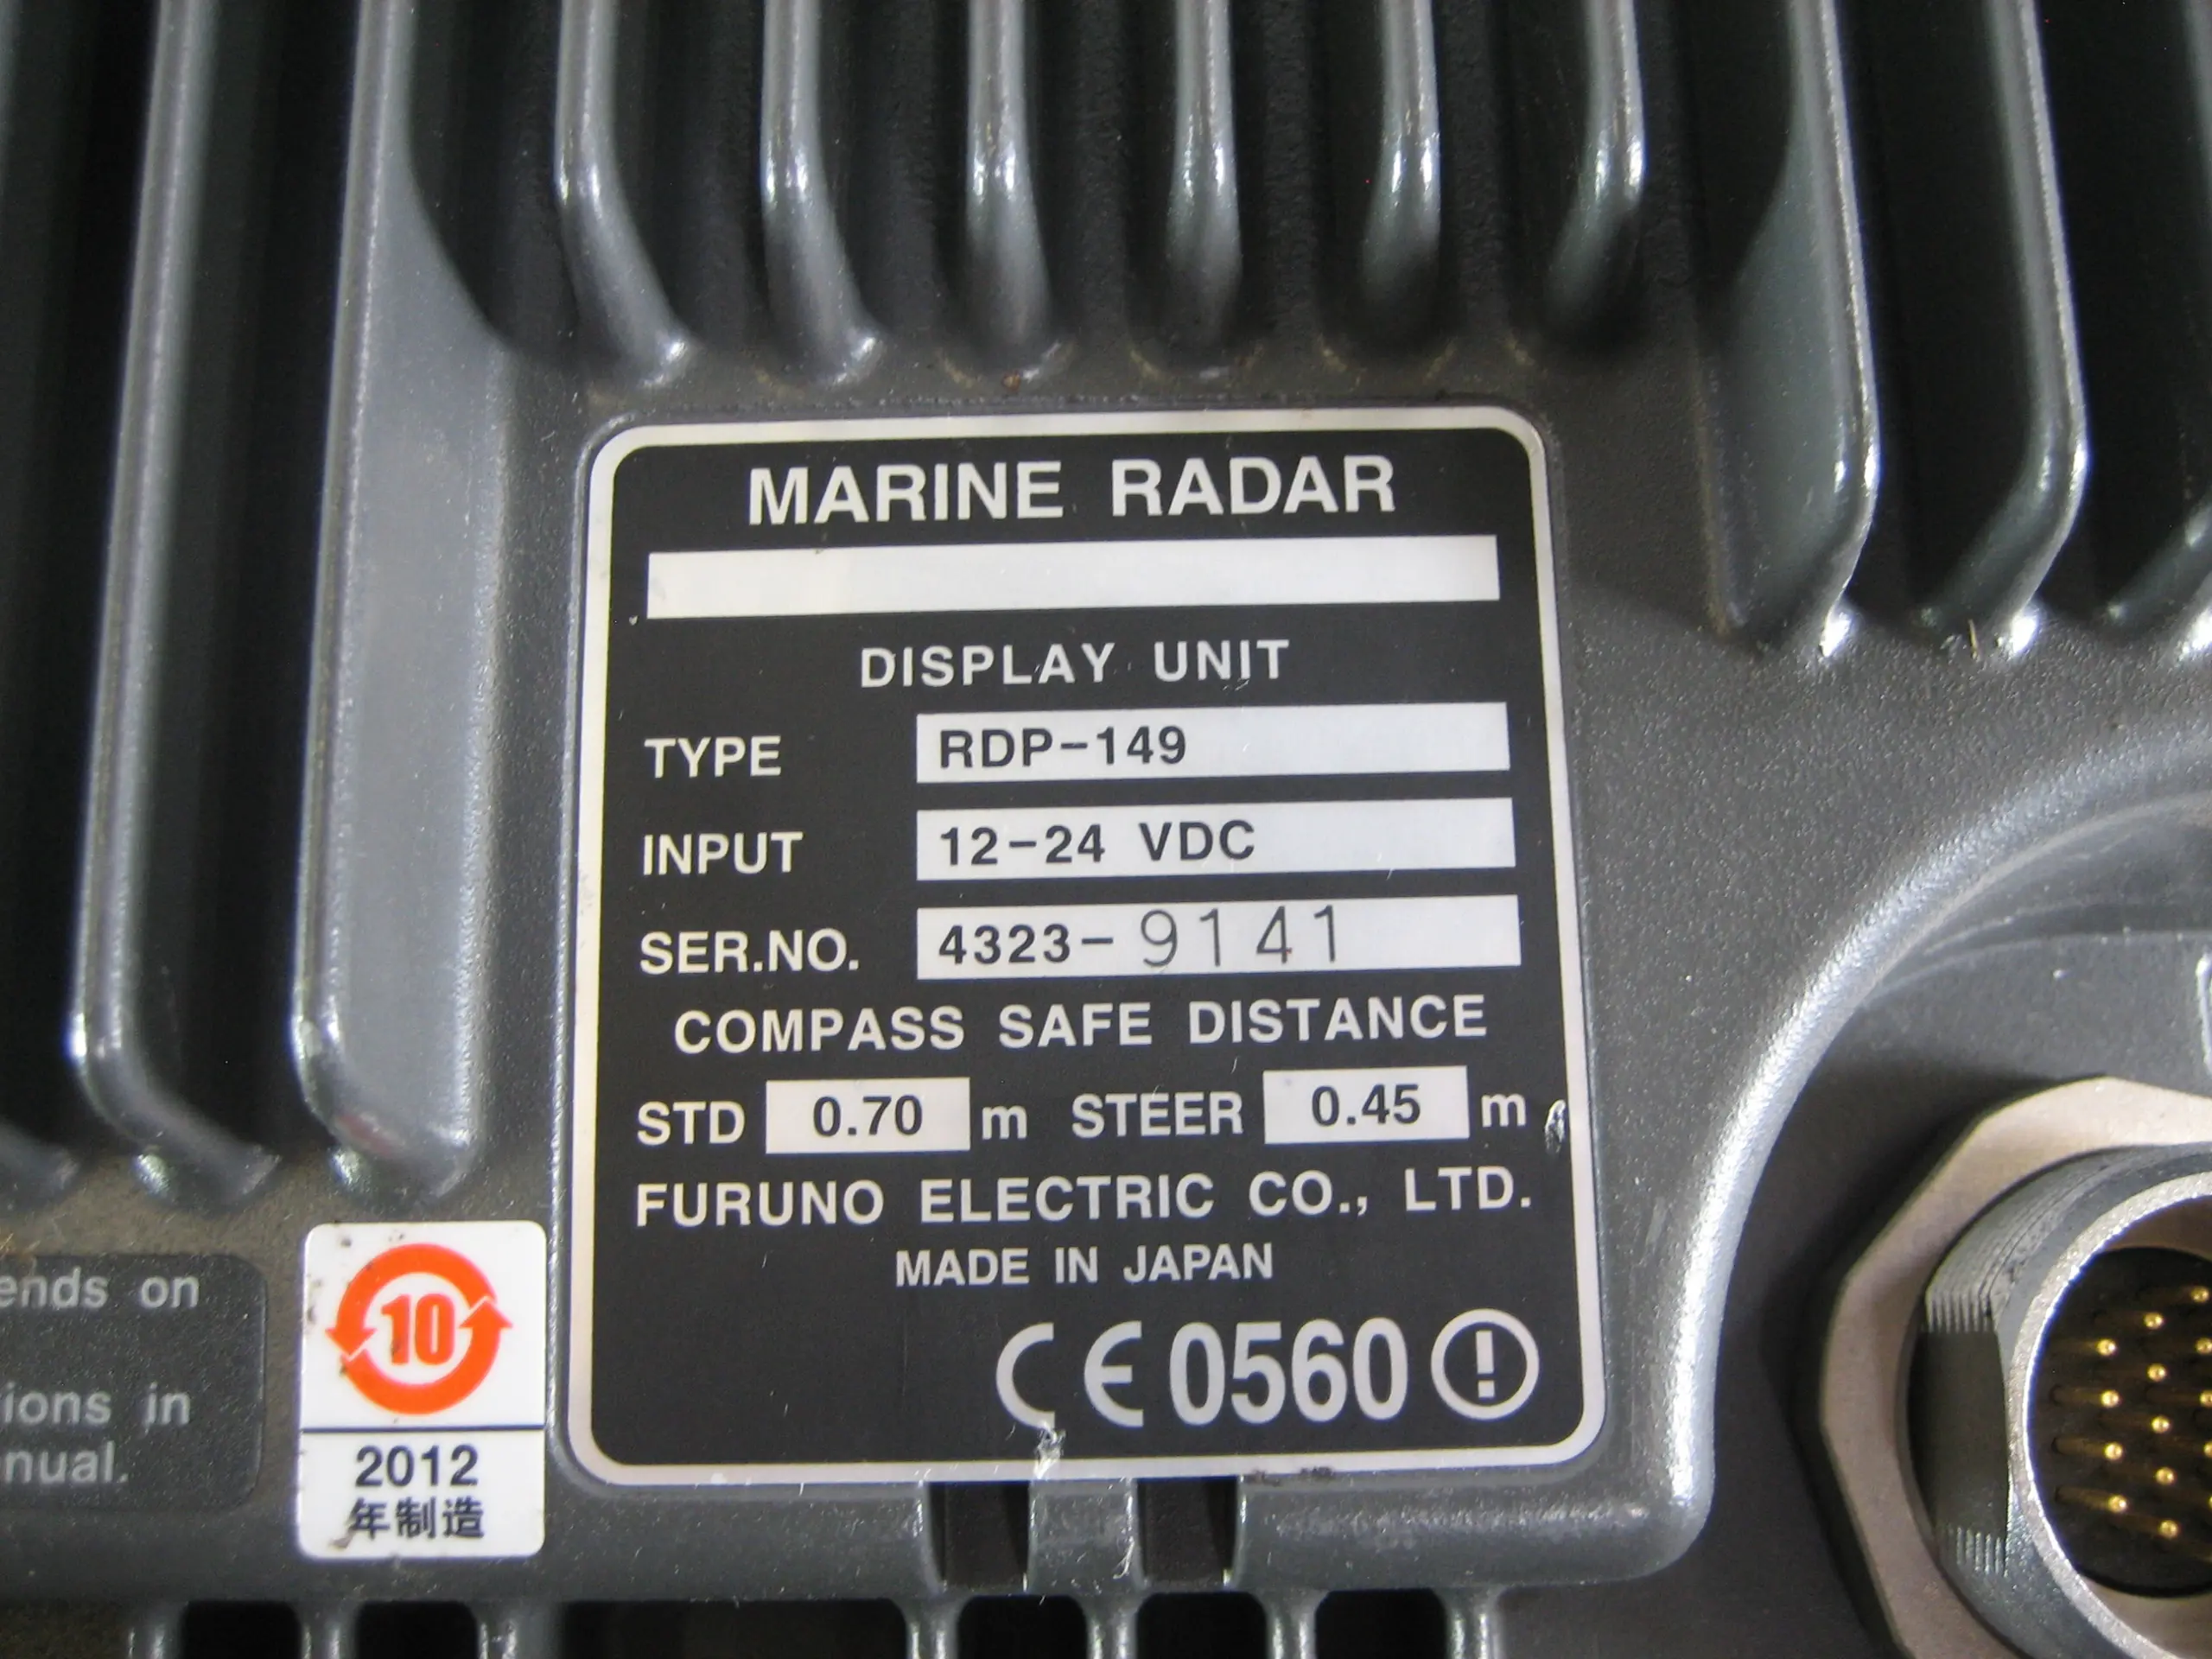 MARINE RADAR
DISPLAY UNIT
TYPE RDP-149
INPUT 12-24 VDC
SER.NO. 4323-9141
COMPASS SAFE DISTANCE
STD 0.70 m STEER 0.45 m
FURUNO ELECTRIC CO., LTD.
MADE IN JAPAN
CE0560
ends on
ions in
nual.
10
2012
年制造